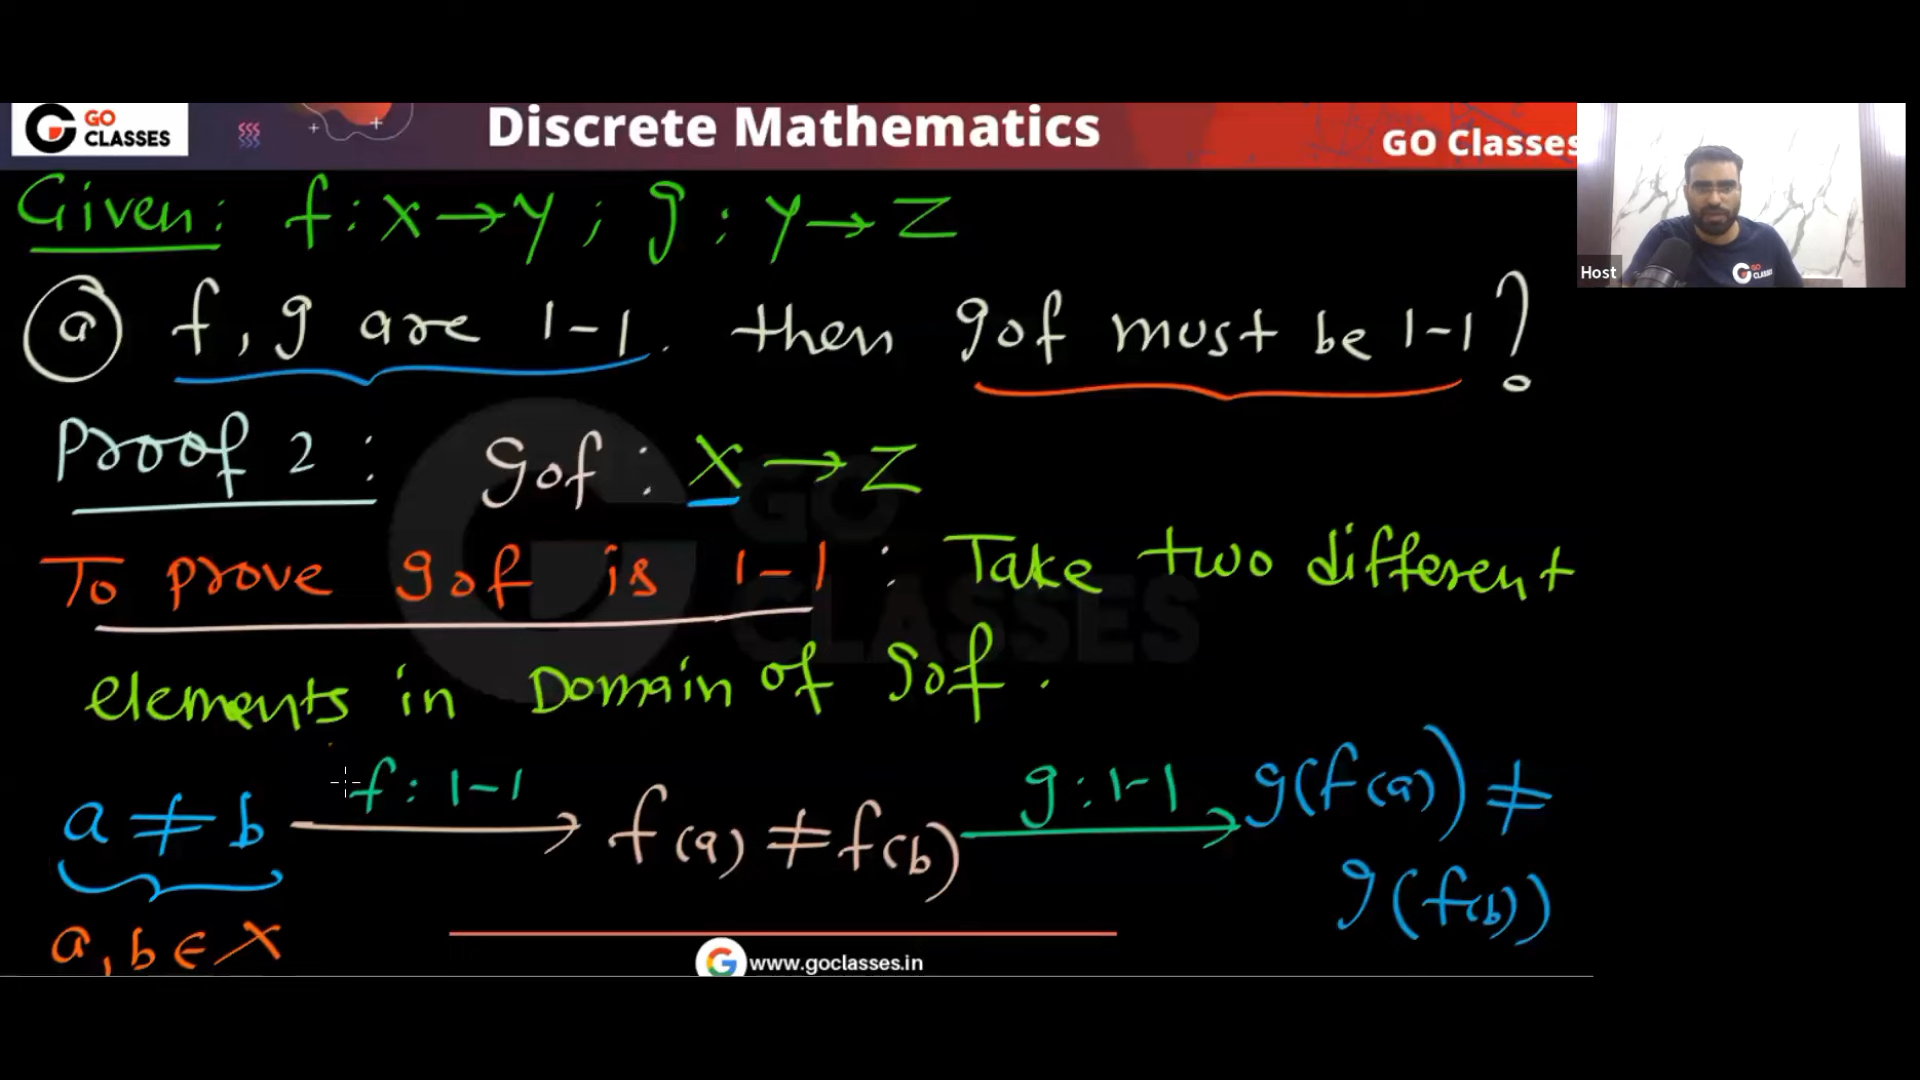 GO CLASSES
Discrete Mathematics
GO Classes
Host
Given: f : X → Y ; g : Y → Z
(a) f, g are 1-1. then gof must be 1-1?
Proof 2 : gof : X → Z
To prove gof is 1-1 : Take two different
elements in Domain of gof.
a ≠ b f : 1-1 → f(a) ≠ f(b) g : 1-1 → g(f(a)) ≠
g(f(b))
a, b ∈ X
www.goclasses.in
GO CLASSES